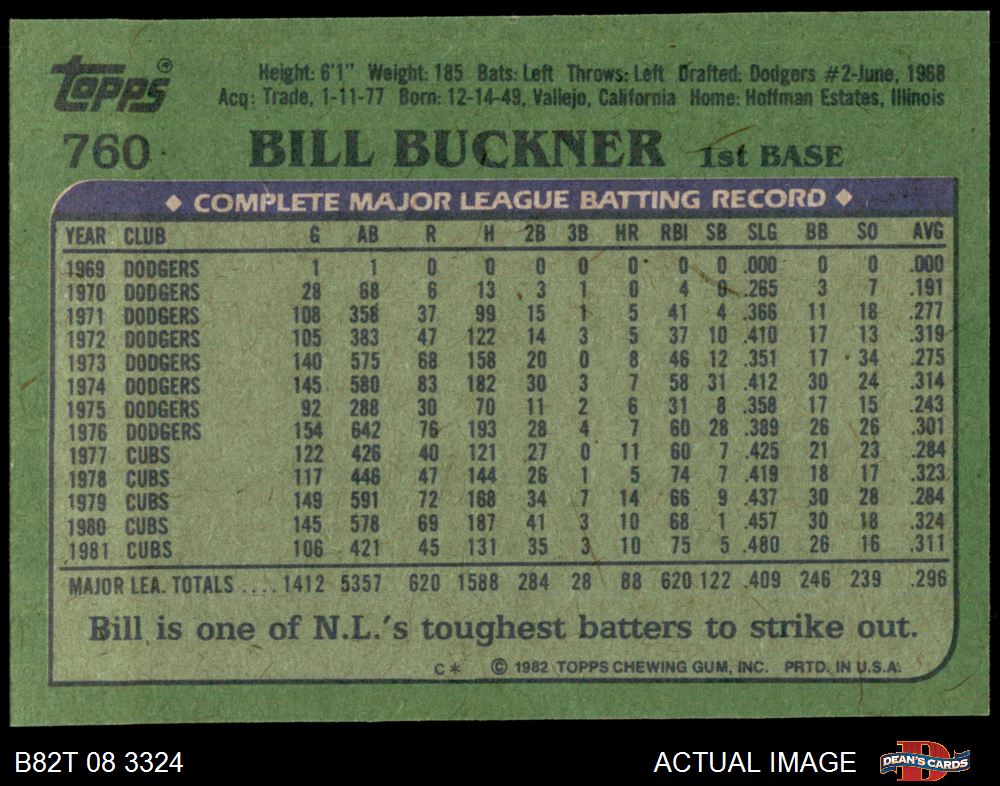 topps®
Height: 6'1" Weight: 185 Bats: Left Throws: Left Drafted: Dodgers #2-June, 1968
Acq: Trade, 1-11-77 Born: 12-14-49, Vallejo, California Home: Hoffman Estates, Illinois
760 BILL BUCKNER 1st BASE
◆ COMPLETE MAJOR LEAGUE BATTING RECORD ◆
YEAR CLUB G AB R H 2B 3B HR RBI SB SLG BB SO AVG
1969 DODGERS 1 1 0 0 0 0 0 0 0 .000 0 0 .000
1970 DODGERS 28 68 6 13 3 1 0 4 0 .265 3 7 .191
1971 DODGERS 108 358 37 99 15 1 5 41 4 .366 11 18 .277
1972 DODGERS 105 383 47 122 14 3 5 37 10 .410 17 13 .319
1973 DODGERS 140 575 68 158 20 0 8 46 12 .351 17 34 .275
1974 DODGERS 145 580 83 182 30 3 7 58 31 .412 30 24 .314
1975 DODGERS 92 288 30 70 11 2 6 31 8 .358 17 15 .243
1976 DODGERS 154 642 76 193 28 4 7 60 28 .389 26 26 .301
1977 CUBS 122 426 40 121 27 0 11 60 7 .425 21 23 .284
1978 CUBS 117 446 47 144 26 1 5 74 7 .419 18 17 .323
1979 CUBS 149 591 72 168 34 7 14 66 9 .437 30 28 .284
1980 CUBS 145 578 69 187 41 3 10 68 1 .457 30 18 .324
1981 CUBS 106 421 45 131 35 3 10 75 5 .480 26 16 .311
MAJOR LEA. TOTALS .... 1412 5357 620 1588 284 28 88 620 122 .409 246 239 .296
Bill is one of N.L.'s toughest batters to strike out.
C* © 1982 TOPPS CHEWING GUM, INC. PRTD. IN U.S.A.
B82T 08 3324 ACTUAL IMAGE DEAN'S CARDS